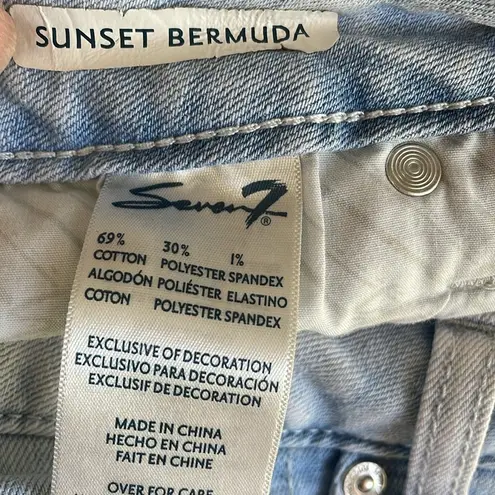 SUNSET BERMUDA
Seven7®
69% 30% 1%
COTTON POLYESTER SPANDEX
ALGODÓN POLIÉSTER ELASTINO
COTON POLYESTER SPANDEX
EXCLUSIVE OF DECORATION
EXCLUSIVO PARA DECORACIÓN
EXCLUSIF DE DECORATION
MADE IN CHINA
HECHO EN CHINA
FAIT EN CHINE
OVER FOR CARE